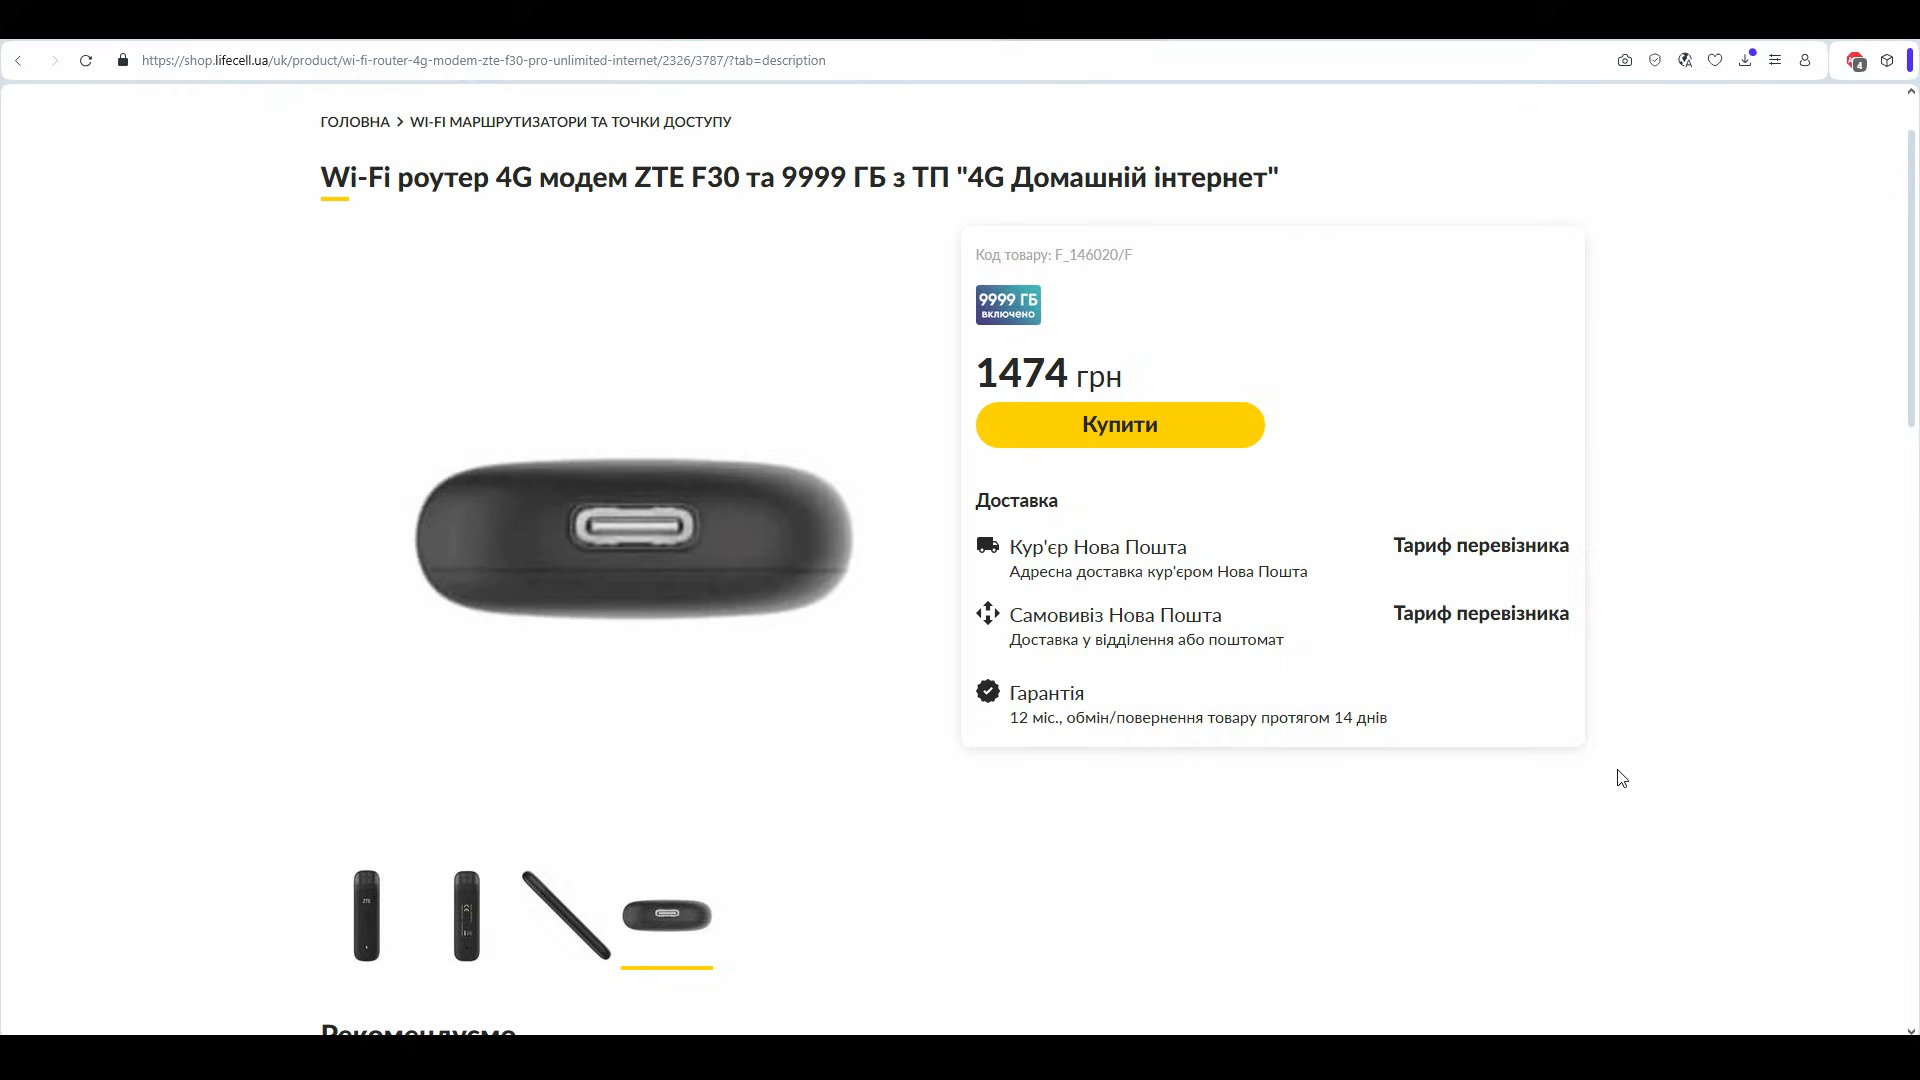 https://shop.lifecell.ua/uk/product/wi-fi-router-4g-modem-zte-f30-pro-unlimited-internet/2326/3787/?tab=description
4
ГОЛОВНА > WI-FI МАРШРУТИЗАТОРИ ТА ТОЧКИ ДОСТУПУ
Wi-Fi роутер 4G модем ZTE F30 та 9999 ГБ з ТП "4G Домашній інтернет"
Код товару: F_146020/F
9999 ГБ
включено
1474 грн
Купити
Доставка
Кур'єр Нова Пошта
Тариф перевізника
Адресна доставка кур'єром Нова Пошта
Самовивіз Нова Пошта
Тариф перевізника
Доставка у відділення або поштомат
Гарантія
12 міс., обмін/повернення товару протягом 14 днів
ZTE
Рекомендуємо